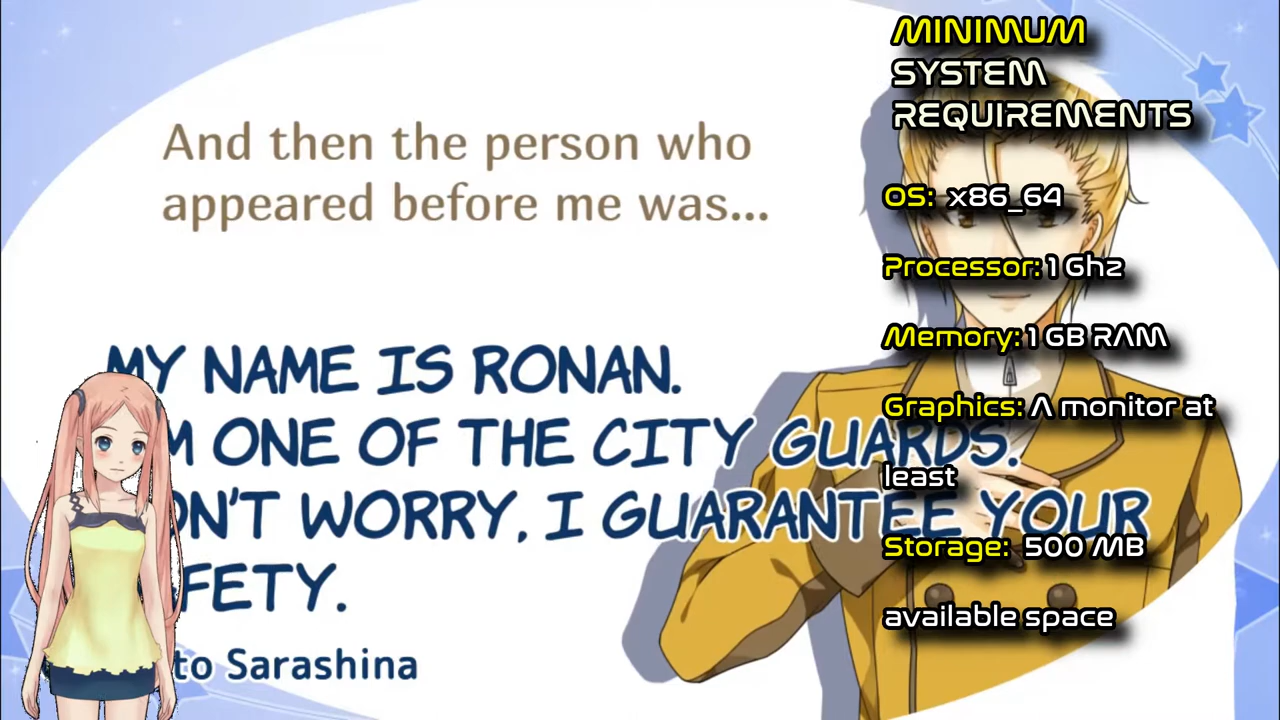 And then the person who
appeared before me was...
MY NAME IS RONAN.
ONE OF THE CITY GUARDS.
WORRY, I GUARANTEE YOUR
to Sarashina
MINIMUM
SYSTEM
REQUIREMENTS
OS: x86_64
Processor: 1 Ghz
Memory: 1 GB RAM
Graphics: A monitor at
least
Storage: 500 MB
available space